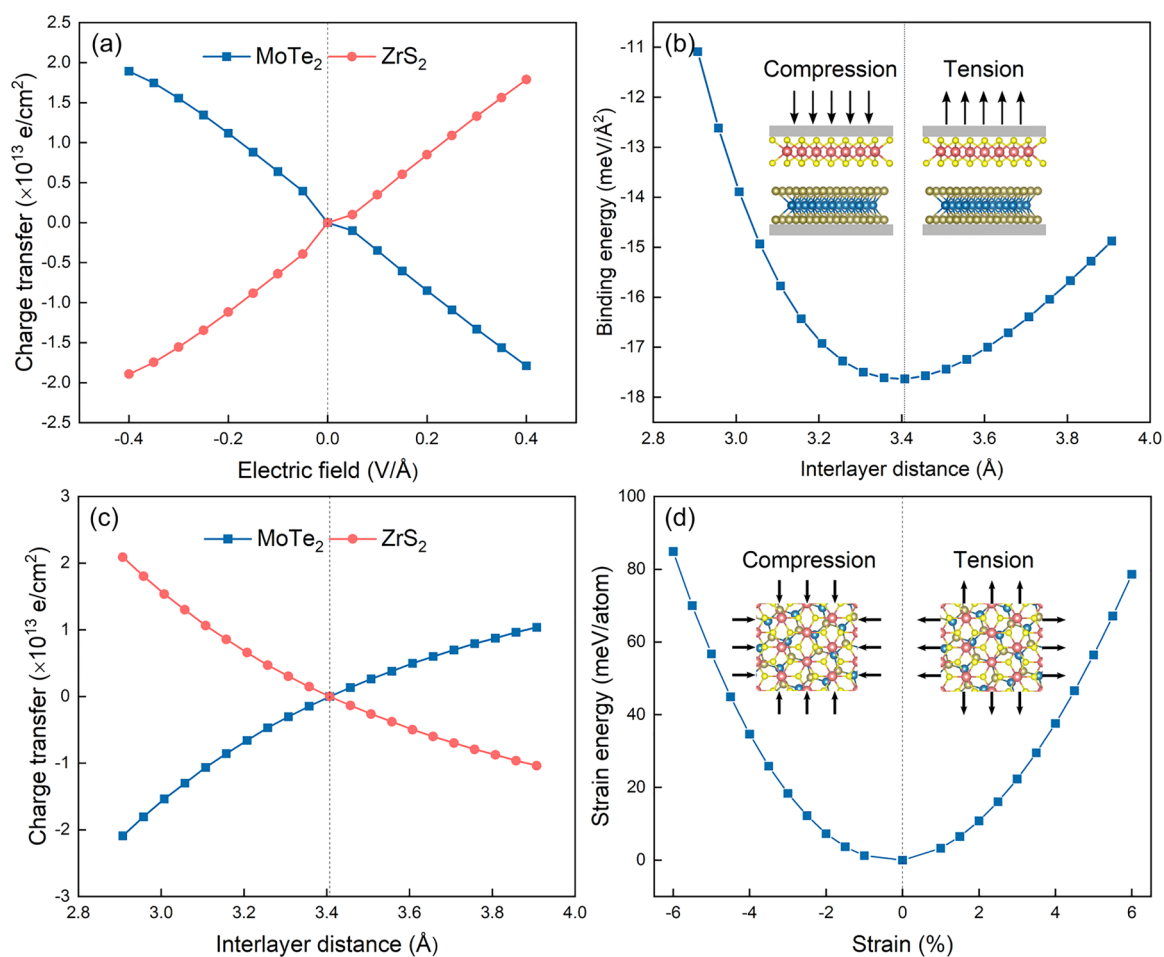 (a)
MoTe2
ZrS2
Charge transfer (×10^13 e/cm^2)
2.5
2.0
1.5
1.0
0.5
0.0
-0.5
-1.0
-1.5
-2.0
-2.5
-0.4
-0.2
0.0
0.2
0.4
Electric field (V/Å)
(b)
Compression
Tension
Binding energy (meV/Å^2)
-11
-12
-13
-14
-15
-16
-17
-18
2.8
3.0
3.2
3.4
3.6
3.8
4.0
Interlayer distance (Å)
(c)
MoTe2
ZrS2
Charge transfer (×10^13 e/cm^2)
3
2
1
0
-1
-2
-3
2.8
3.0
3.2
3.4
3.6
3.8
4.0
Interlayer distance (Å)
(d)
Compression
Tension
Strain energy (meV/atom)
100
80
60
40
20
0
-6
-4
-2
0
2
4
6
Strain (%)